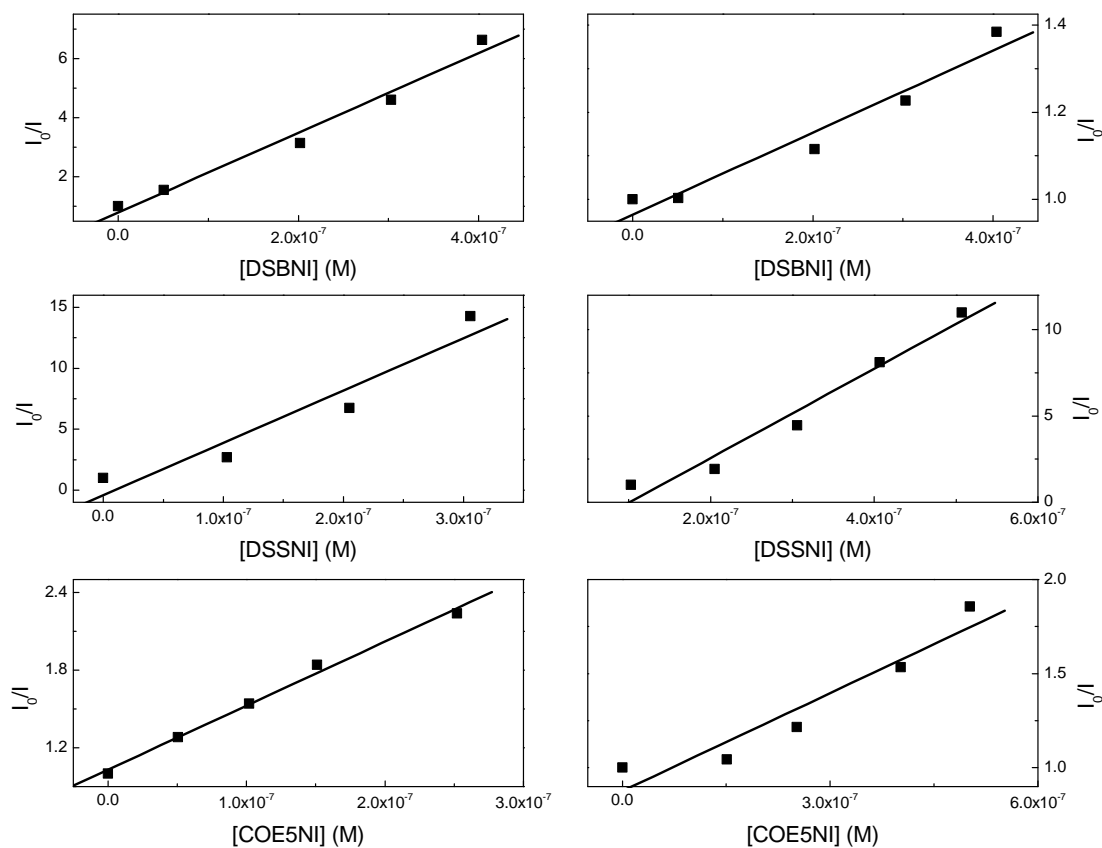 6
4
2
I0/I
0.0 2.0x10-7 4.0x10-7
[DSBNI] (M)
1.4
1.2
1.0
I0/I
0.0 2.0x10-7 4.0x10-7
[DSBNI] (M)
15
10
5
0
I0/I
0.0 1.0x10-7 2.0x10-7 3.0x10-7
[DSSNI] (M)
10
5
0
I0/I
2.0x10-7 4.0x10-7 6.0x10-7
[DSSNI] (M)
2.4
1.8
1.2
I0/I
0.0 1.0x10-7 2.0x10-7 3.0x10-7
[COE5NI] (M)
2.0
1.5
1.0
I0/I
0.0 3.0x10-7 6.0x10-7
[COE5NI] (M)